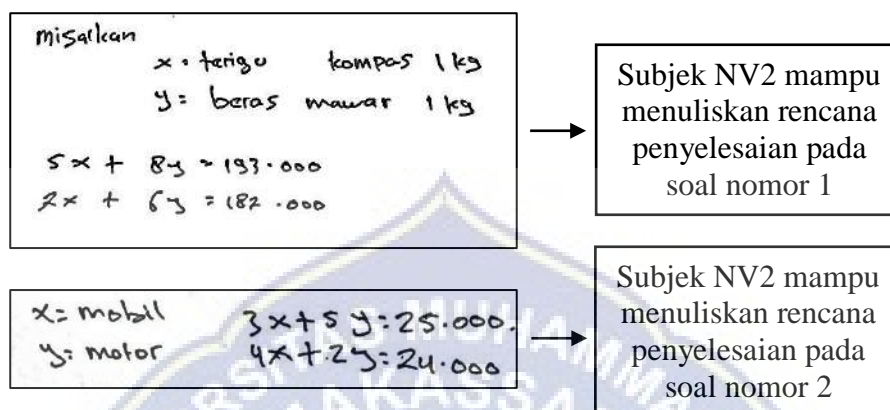 misalkan
x = terigu kompas 1 kg
y = beras mawar 1 kg
5x + 8y = 193.000
7x + 6y = 182.000
Subjek NV2 mampu
menuliskan rencana
penyelesaian pada
soal nomor 1
x = mobil 3x + 5y = 25.000.
y = motor 4x + 2y = 24.000
Subjek NV2 mampu
menuliskan rencana
penyelesaian pada
soal nomor 2